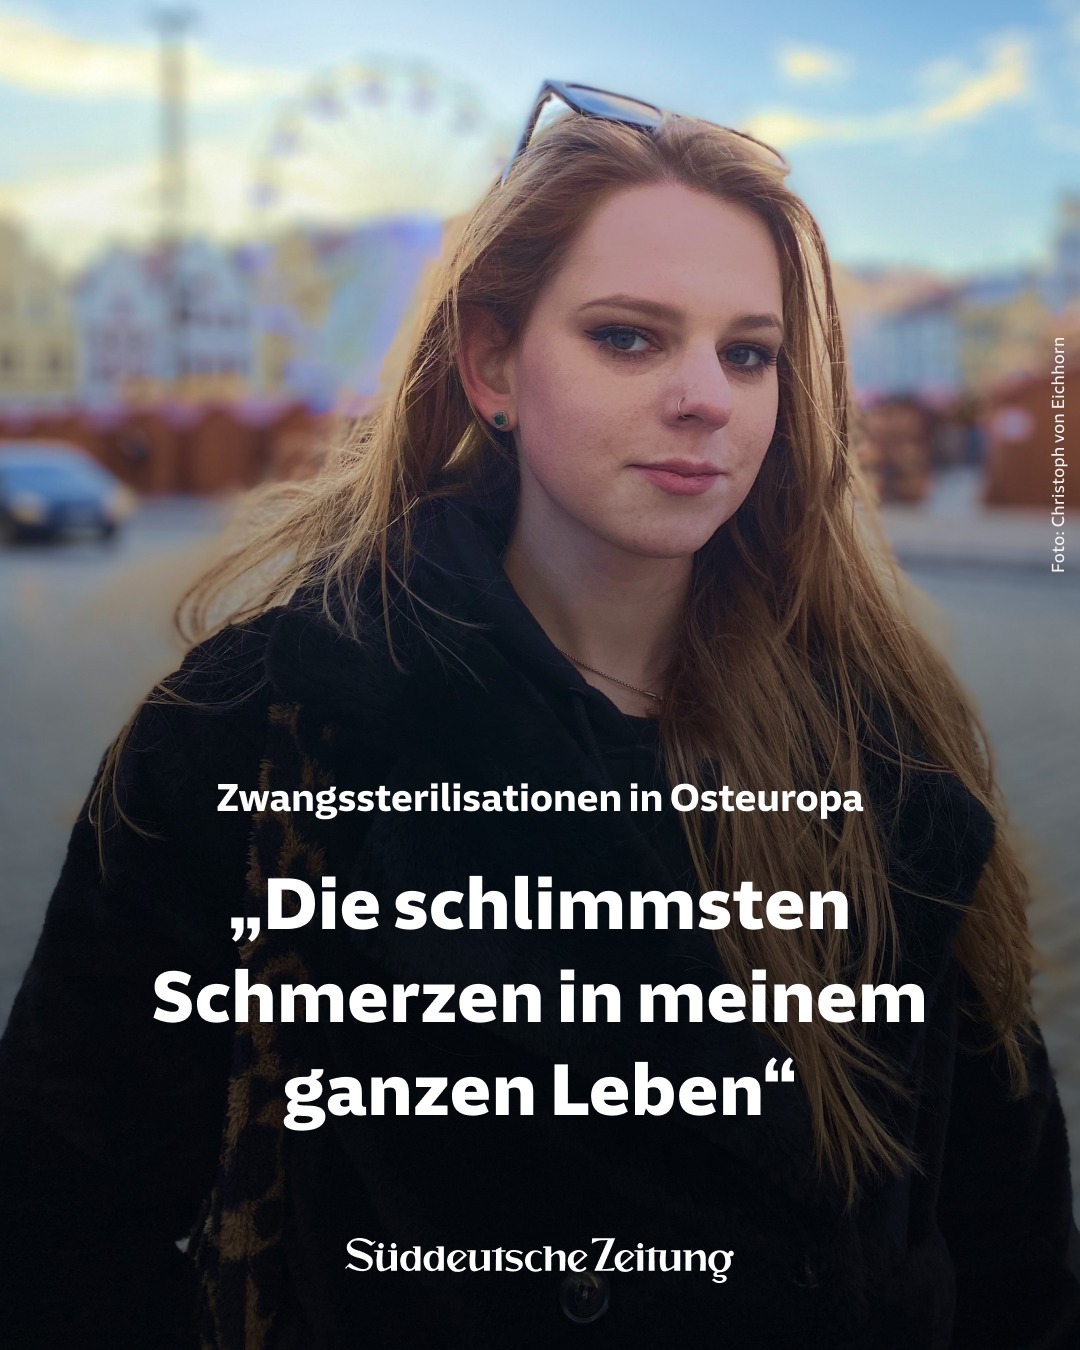 Foto: Christoph von Eichhorn
Zwangssterilisationen in Osteuropa
„Die schlimmsten
Schmerzen in meinem
ganzen Leben“
Süddeutsche Zeitung